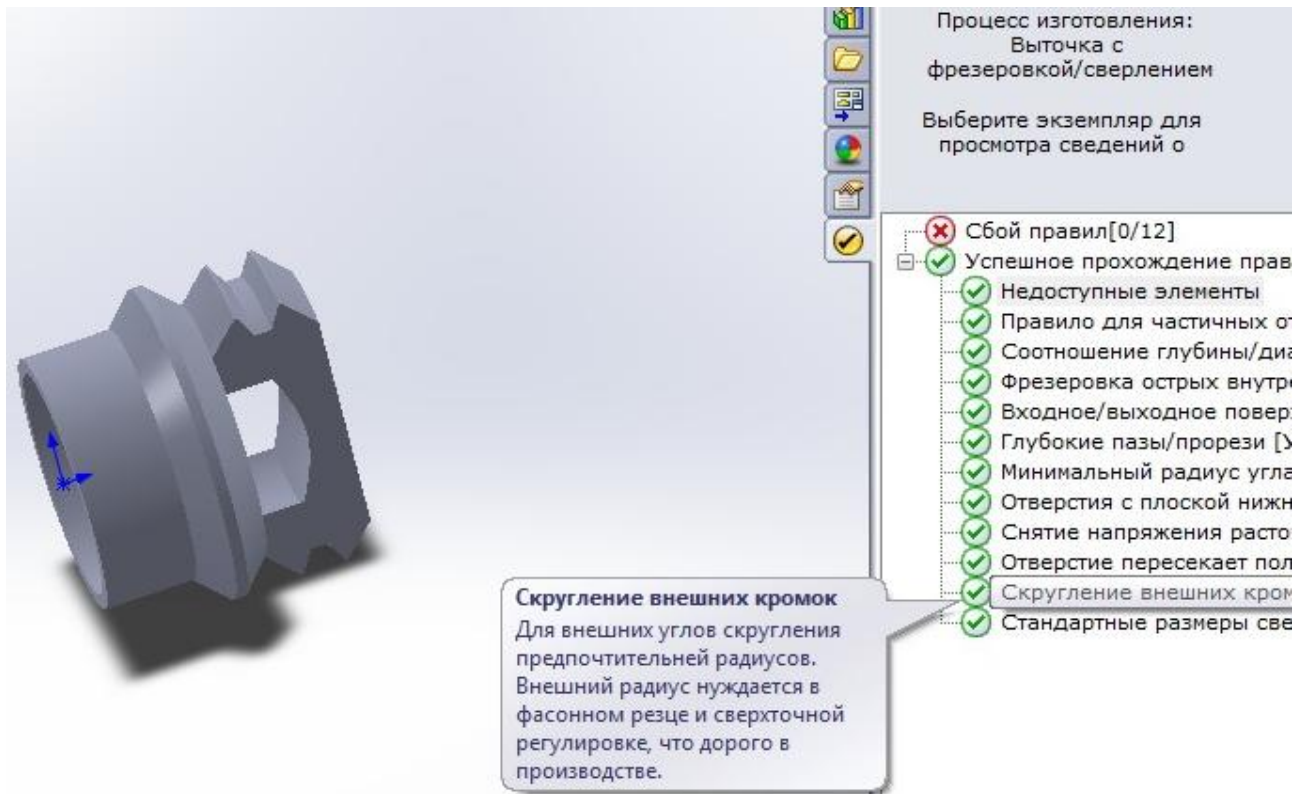 Процесс изготовления:
Выточка с
фрезеровкой/сверлением
Выберите экземпляр для
просмотра сведений о
Сбой правил[0/12]
Успешное прохождение прав
Недоступные элементы
Правило для частичных от
Соотношение глубины/диа
Фрезеровка острых внутре
Входное/выходное поверх
Глубокие пазы/прорези [У
Минимальный радиус угла
Отверстия с плоской нижн
Снятие напряжения расто
Отверстие пересекает пол
Скругление внешних кром
Стандартные размеры све
Скругление внешних кромок
Для внешних углов скругления
предпочтительней радиусов.
Внешний радиус нуждается в
фасонном резце и сверхточной
регулировке, что дорого в
производстве.